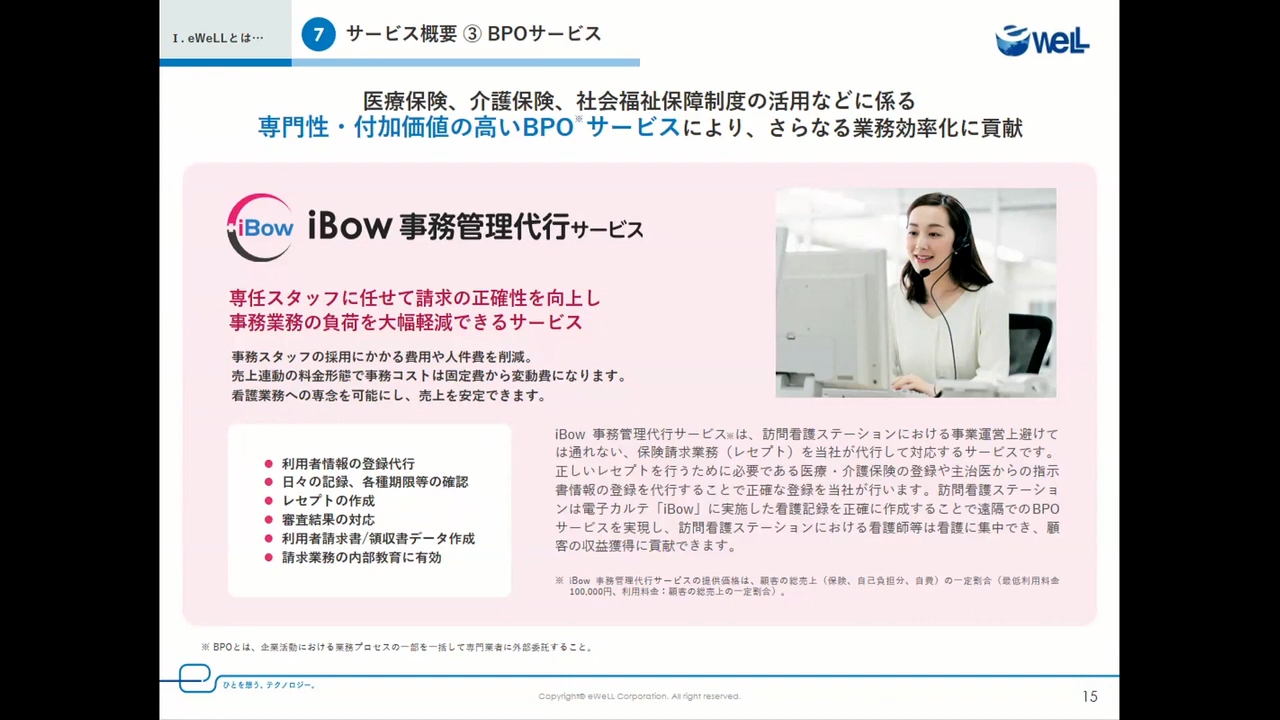 Ⅰ. eWeLLとは…
7 サービス概要 ③ BPOサービス
eWeLL
医療保険、介護保険、社会福祉保障制度の活用などに係る
専門性・付加価値の高いBPO※サービスにより、さらなる業務効率化に貢献
iBow
iBow 事務管理代行サービス
専任スタッフに任せて請求の正確性を向上し
事務業務の負荷を大幅軽減できるサービス
事務スタッフの採用にかかる費用や人件費を削減。
売上連動の料金形態で事務コストは固定費から変動費になります。
看護業務への専念を可能にし、売上を安定できます。
● 利用者情報の登録代行
● 日々の記録、各種期限等の確認
● レセプトの作成
● 審査結果の対応
● 利用者請求書/領収書データ作成
● 請求業務の内部教育に有効
iBow 事務管理代行サービス※は、訪問看護ステーションにおける事業運営上避けて
は通れない、保険請求業務（レセプト）を当社が代行して対応するサービスです。
正しいレセプトを行うために必要である医療・介護保険の登録や主治医からの指示
書情報の登録を代行することで正確な登録を当社が行います。訪問看護ステーショ
ンは電子カルテ「iBow」に実施した看護記録を正確に作成することで遠隔でのBPO
サービスを実現し、訪問看護ステーションにおける看護師等は看護に集中でき、顧
客の収益獲得に貢献できます。
※ iBow 事務管理代行サービスの提供価格は、顧客の総売上（保険、自己負担分、自費）の一定割合（最低利用料金
100,000円、利用料金：顧客の総売上の一定割合）。
※ BPOとは、企業活動における業務プロセスの一部を一括して専門業者に外部委託すること。
ひとを想う、テクノロジー。
Copyright© eWeLL Corporation. All right reserved.
15